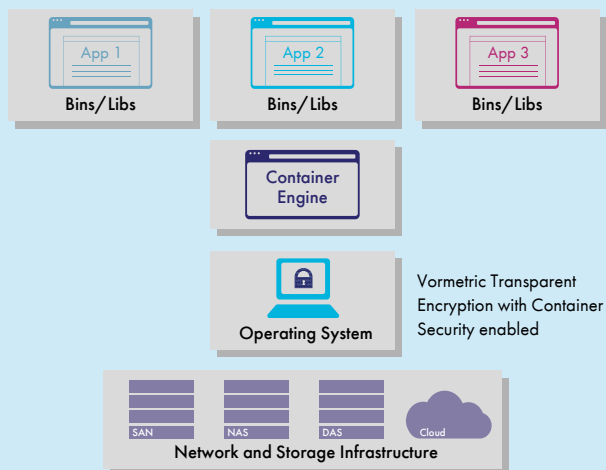 App 1
Bins/Libs
App 2
Bins/Libs
App 3
Bins/Libs
Container
Engine
Operating System
Vormetric Transparent
Encryption with Container
Security enabled
SAN
NAS
DAS
Cloud
Network and Storage Infrastructure